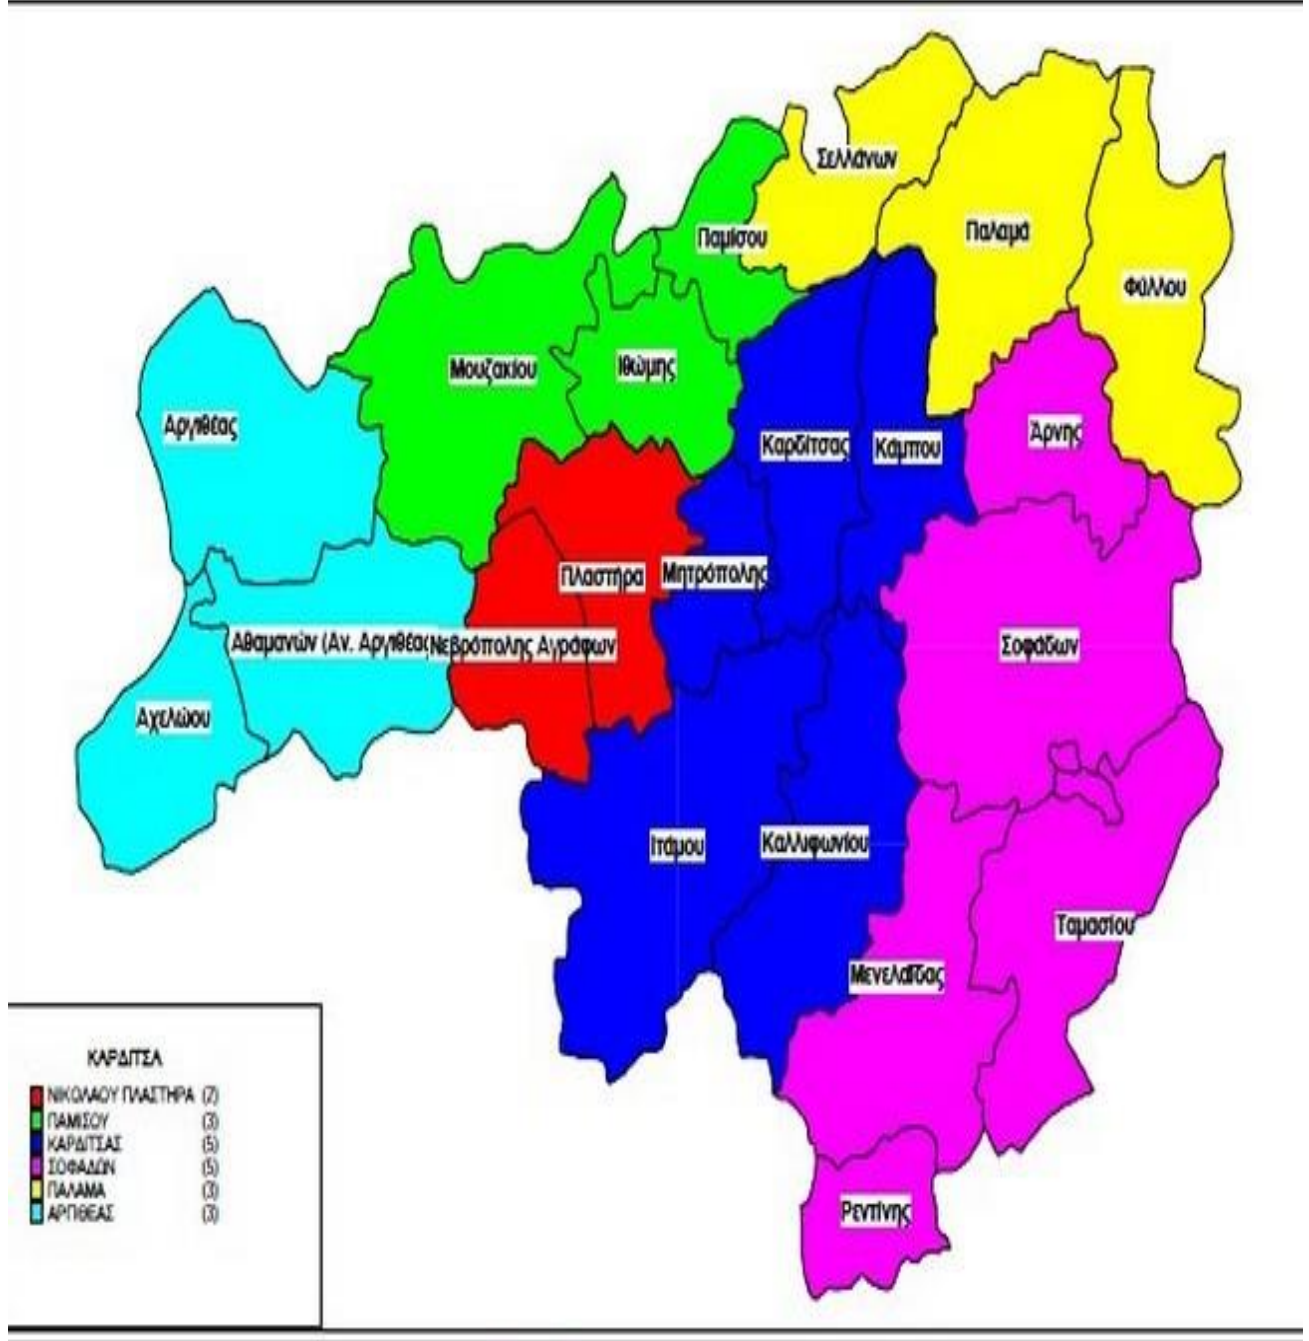 Σελλάνων
Παλαμά
Παμίσου
Φύλλου
Μουζακίου
Ιθώμης
Αργιθέας
Καρδίτσας
Κάμπου
Άρνης
Πλαστήρα
Μητρόπολης
Αθαμανών (Αν. Αργιθέας
Νεβρόπολης Αγράφων
Σοφάδων
Αχελώου
Ιτάμου
Καλλιφωνίου
Ταμασίου
Μενελαΐδας
Ρεντίνης
ΚΑΡΔΙΤΣΑ
ΝΙΚΟΛΑΟΥ ΠΛΑΣΤΗΡΑ (2)
ΠΑΜΙΣΟΥ (3)
ΚΑΡΔΙΤΣΑΣ (5)
ΣΟΦΑΔΩΝ (5)
ΠΑΛΑΜΑ (3)
ΑΡΓΙΘΕΑΣ (3)